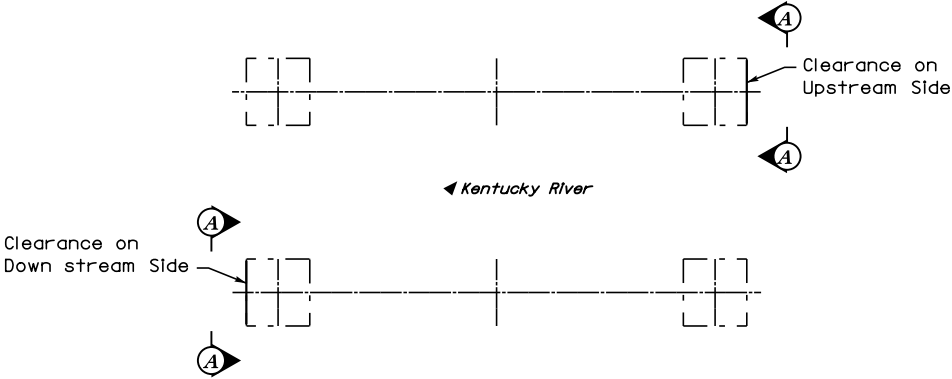 A
Clearance on
Upstream Side
A
Kentucky River
A
Clearance on
Down stream Side
A